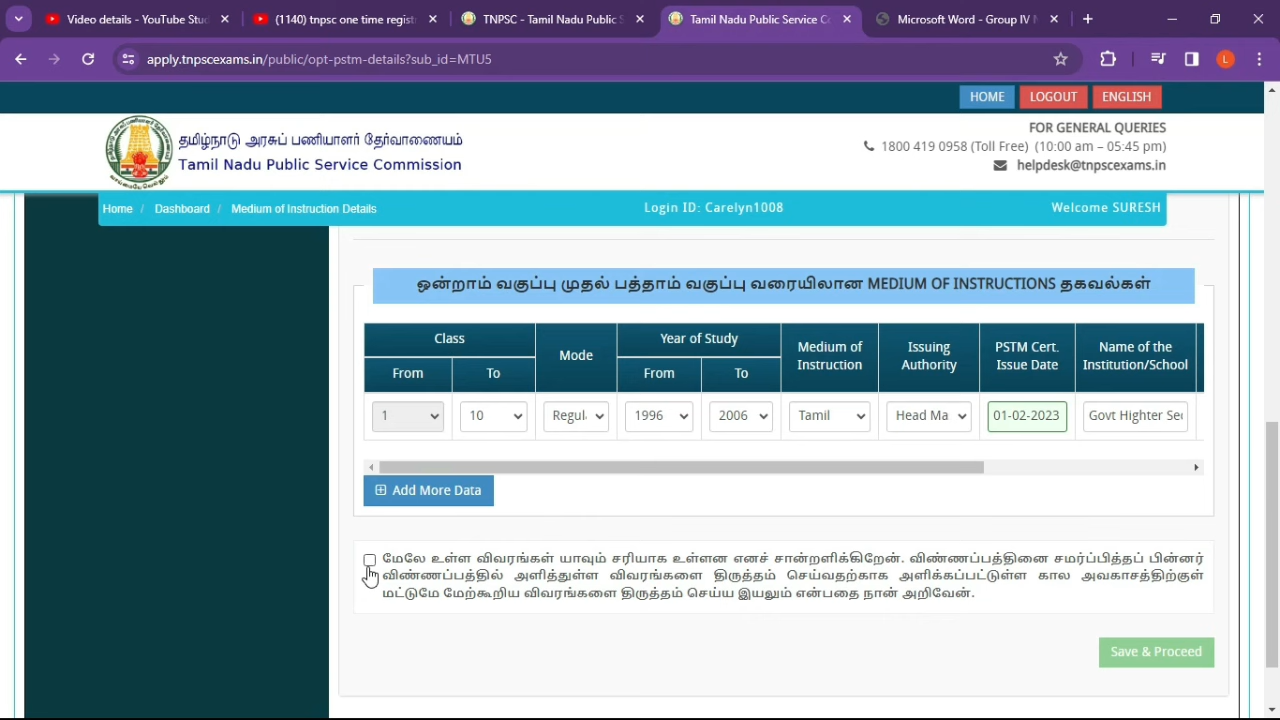 Video details - YouTube Stu
(1140) tnpsc one time regist
TNPSC - Tamil Nadu Public S
Tamil Nadu Public Service Co
Microsoft Word - Group IV N
apply.tnpscexams.in/public/opt-pstm-details?sub_id=MTU5
L
HOME LOGOUT ENGLISH
தமிழ்நாடு அரசுப் பணியாளர் தேர்வாணையம்
Tamil Nadu Public Service Commission
FOR GENERAL QUERIES
1800 419 0958 (Toll Free) (10:00 am – 05:45 pm)
helpdesk@tnpscexams.in
Home / Dashboard / Medium of Instruction Details
Login ID: Carelyn1008
Welcome SURESH
ஒன்றாம் வகுப்பு முதல் பத்தாம் வகுப்பு வரையிலான MEDIUM OF INSTRUCTIONS தகவல்கள்
Class
From To
Mode
Year of Study
From To
Medium of
Instruction
Issuing
Authority
PSTM Cert.
Issue Date
Name of the
Institution/School
1 10 Regul 1996 2006 Tamil Head Ma 01-02-2023 Govt Highter Sec
Add More Data
மேலே உள்ள விவரங்கள் யாவும் சரியாக உள்ளன எனச் சான்றளிக்கிறேன். விண்ணப்பத்தினை சமர்ப்பித்தப் பின்னர்
விண்ணப்பத்தில் அளித்துள்ள விவரங்களை திருத்தம் செய்வதற்காக அளிக்கப்பட்டுள்ள கால அவகாசத்திற்குள்
மட்டுமே மேற்கூறிய விவரங்களை திருத்தம் செய்ய இயலும் என்பதை நான் அறிவேன்.
Save & Proceed